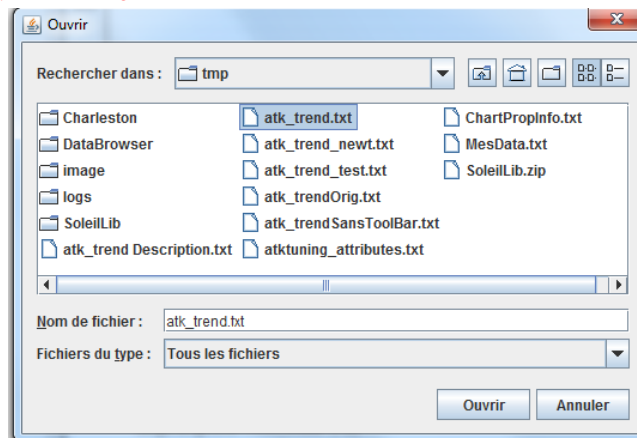 Ouvrir
Rechercher dans : tmp
Charleston
DataBrowser
image
logs
SoleilLib
atk_trend Description.txt
atk_trend.txt
atk_trend_newt.txt
atk_trend_test.txt
atk_trendOrig.txt
atk_trendSansToolBar.txt
atktuning_attributes.txt
ChartPropInfo.txt
MesData.txt
SoleilLib.zip
Nom de fichier : atk_trend.txt
Fichiers du type : Tous les fichiers
Ouvrir Annuler